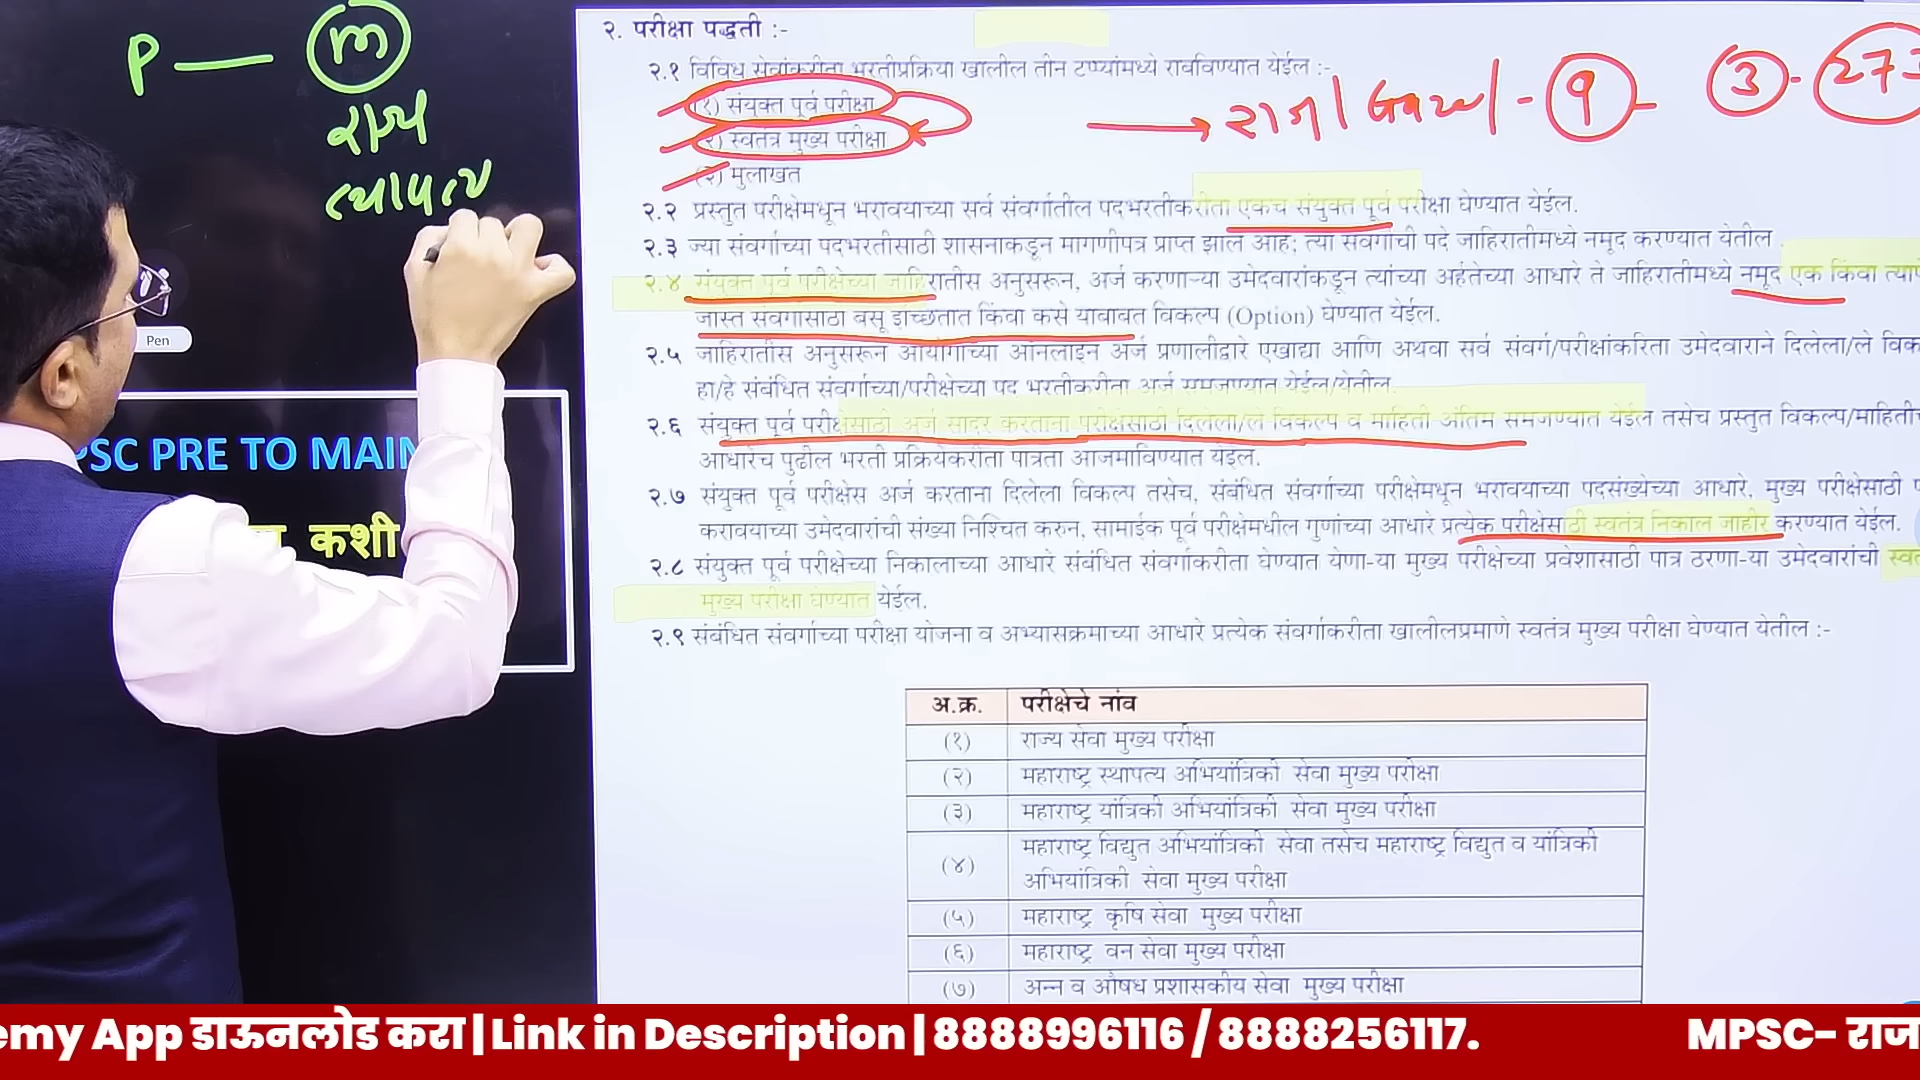 P — m
राज्य
स्थापत्य
Pen
PSC PRE TO MAIN
कशी
२. परीक्षा पद्धती :-
२.१ विविध सेवांकरीता भरतीप्रक्रिया खालील तीन टप्प्यांमध्ये राबविण्यात येईल :-
(१) संयुक्त पूर्व परीक्षा
(२) स्वतंत्र मुख्य परीक्षा
(३) मुलाखत
→ राज / - 9 - 3 - 273
२.२ प्रस्तुत परीक्षेमधून भरावयाच्या सर्व संवर्गातील पदभरतीकरीता एकच संयुक्त पूर्व परीक्षा घेण्यात येईल.
२.३ ज्या संवर्गाच्या पदभरतीसाठी शासनाकडून मागणीपत्र प्राप्त झाले आहे; त्या संवर्गाची पदे जाहिरातीमध्ये नमूद करण्यात येतील
२.४ संयुक्त पूर्व परीक्षेच्या जाहिरातीस अनुसरून, अर्ज करणाऱ्या उमेदवारांकडून त्यांच्या अर्हतेच्या आधारे ते जाहिरातीमध्ये नमूद एक किंवा त्यापे
जास्त संवर्गासाठी बसू इच्छितात किंवा कसे याबाबत विकल्प (Option) घेण्यात येईल.
२.५ जाहिरातीस अनुसरून आयोगाच्या ऑनलाइन अर्ज प्रणालीद्वारे एखाद्या आणि अथवा सर्व संवर्ग/परीक्षांकरिता उमेदवाराने दिलेला/ले विक
हा/हे संबंधित संवर्गाच्या/परीक्षेच्या पद भरतीकरीता अर्ज समजण्यात येईल/येतील.
२.६ संयुक्त पूर्व परीक्षेसाठी अर्ज सादर करताना परीक्षेसाठी दिलेला/ले विकल्प व माहिती अंतिम समजण्यात येईल तसेच प्रस्तुत विकल्प/माहितीच
आधारेच पुढील भरती प्रक्रियेकरीता पात्रता आजमाविण्यात येईल.
२.७ संयुक्त पूर्व परीक्षेस अर्ज करताना दिलेला विकल्प तसेच, संबंधित संवर्गाच्या परीक्षेमधून भरावयाच्या पदसंख्येच्या आधारे, मुख्य परीक्षेसाठी प
करावयाच्या उमेदवारांची संख्या निश्चित करुन, सामाईक पूर्व परीक्षेमधील गुणांच्या आधारे प्रत्येक परीक्षेसाठी स्वतंत्र निकाल जाहीर करण्यात येईल.
२.८ संयुक्त पूर्व परीक्षेच्या निकालाच्या आधारे संबंधित संवर्गाकरीता घेण्यात येणा-या मुख्य परीक्षेच्या प्रवेशासाठी पात्र ठरणा-या उमेदवारांची स्वत
मुख्य परीक्षा घेण्यात येईल.
२.९ संबंधित संवर्गाच्या परीक्षा योजना व अभ्यासक्रमाच्या आधारे प्रत्येक संवर्गाकरीता खालीलप्रमाणे स्वतंत्र मुख्य परीक्षा घेण्यात येतील :-
अ.क्र. परीक्षेचे नांव
(१) राज्य सेवा मुख्य परीक्षा
(२) महाराष्ट्र स्थापत्य अभियांत्रिकी सेवा मुख्य परीक्षा
(३) महाराष्ट्र यांत्रिकी अभियांत्रिकी सेवा मुख्य परीक्षा
(४) महाराष्ट्र विद्युत अभियांत्रिकी सेवा तसेच महाराष्ट्र विद्युत व यांत्रिकी
अभियांत्रिकी सेवा मुख्य परीक्षा
(५) महाराष्ट्र कृषि सेवा मुख्य परीक्षा
(६) महाराष्ट्र वन सेवा मुख्य परीक्षा
(७) अन्न व औषध प्रशासकीय सेवा मुख्य परीक्षा
emy App डाऊनलोड करा | Link in Description | 8888996116 / 8888256117. MPSC- राज